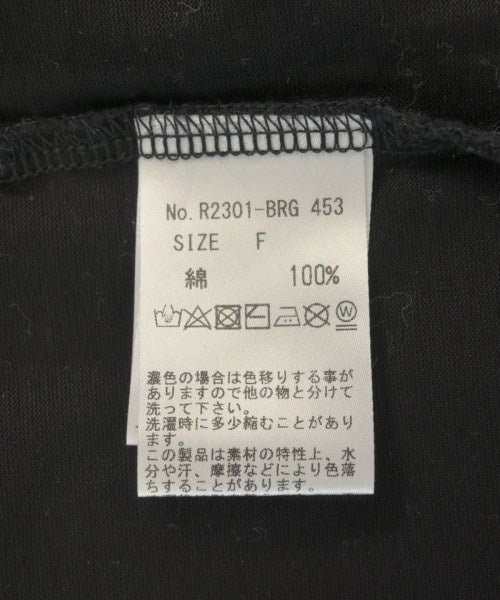 No. R2301-BRG 453
SIZE F
綿 100%
W
濃色の場合は色移りする事が
ありますので他の物と分けて
洗って下さい。
洗濯時に多少縮むことがあり
ます。
この製品は素材の特性上、水
分や汗、摩擦などにより色落
ちすることがあります。